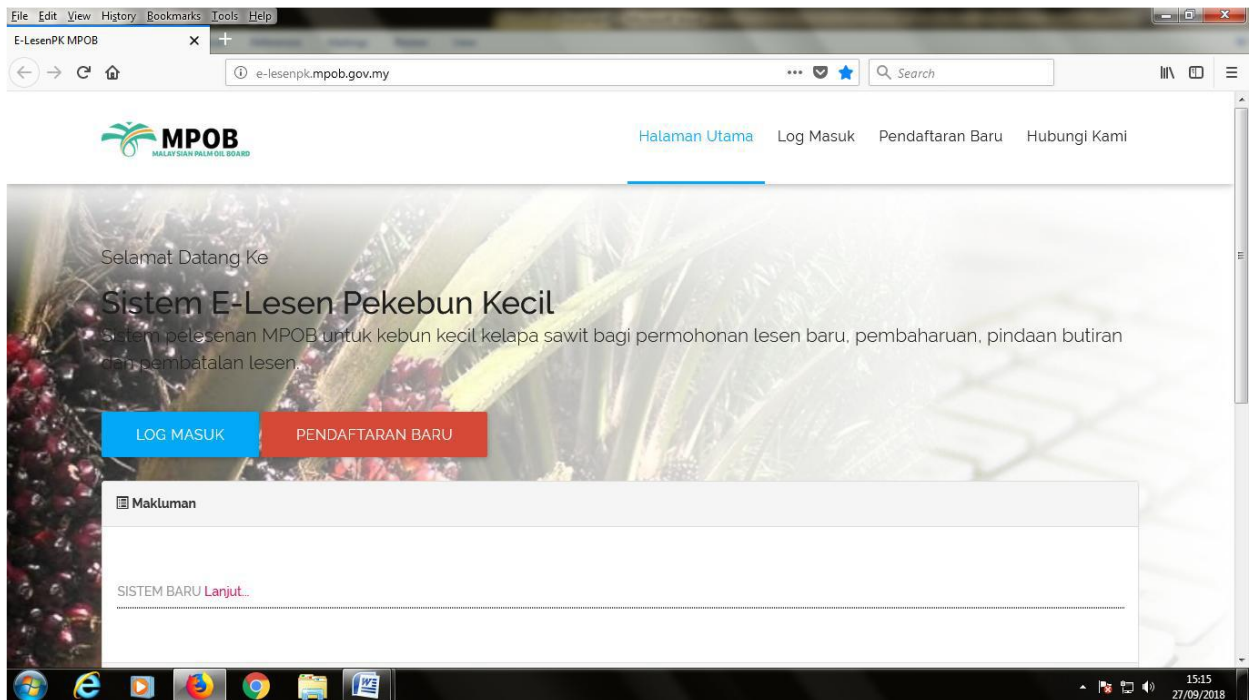 File Edit View History Bookmarks Tools Help
E-LesenPK MPOB
e-lesenpk.mpob.gov.my
Search
MPOB
MALAYSIAN PALM OIL BOARD
Halaman Utama Log Masuk Pendaftaran Baru Hubungi Kami
Selamat Datang Ke
Sistem E-Lesen Pekebun Kecil
Sistem pelesenan MPOB untuk kebun kecil kelapa sawit bagi permohonan lesen baru, pembaharuan, pindaan butiran
dan pembatalan lesen.
LOG MASUK PENDAFTARAN BARU
Makluman
SISTEM BARU Lanjut...
15:15
27/09/2018